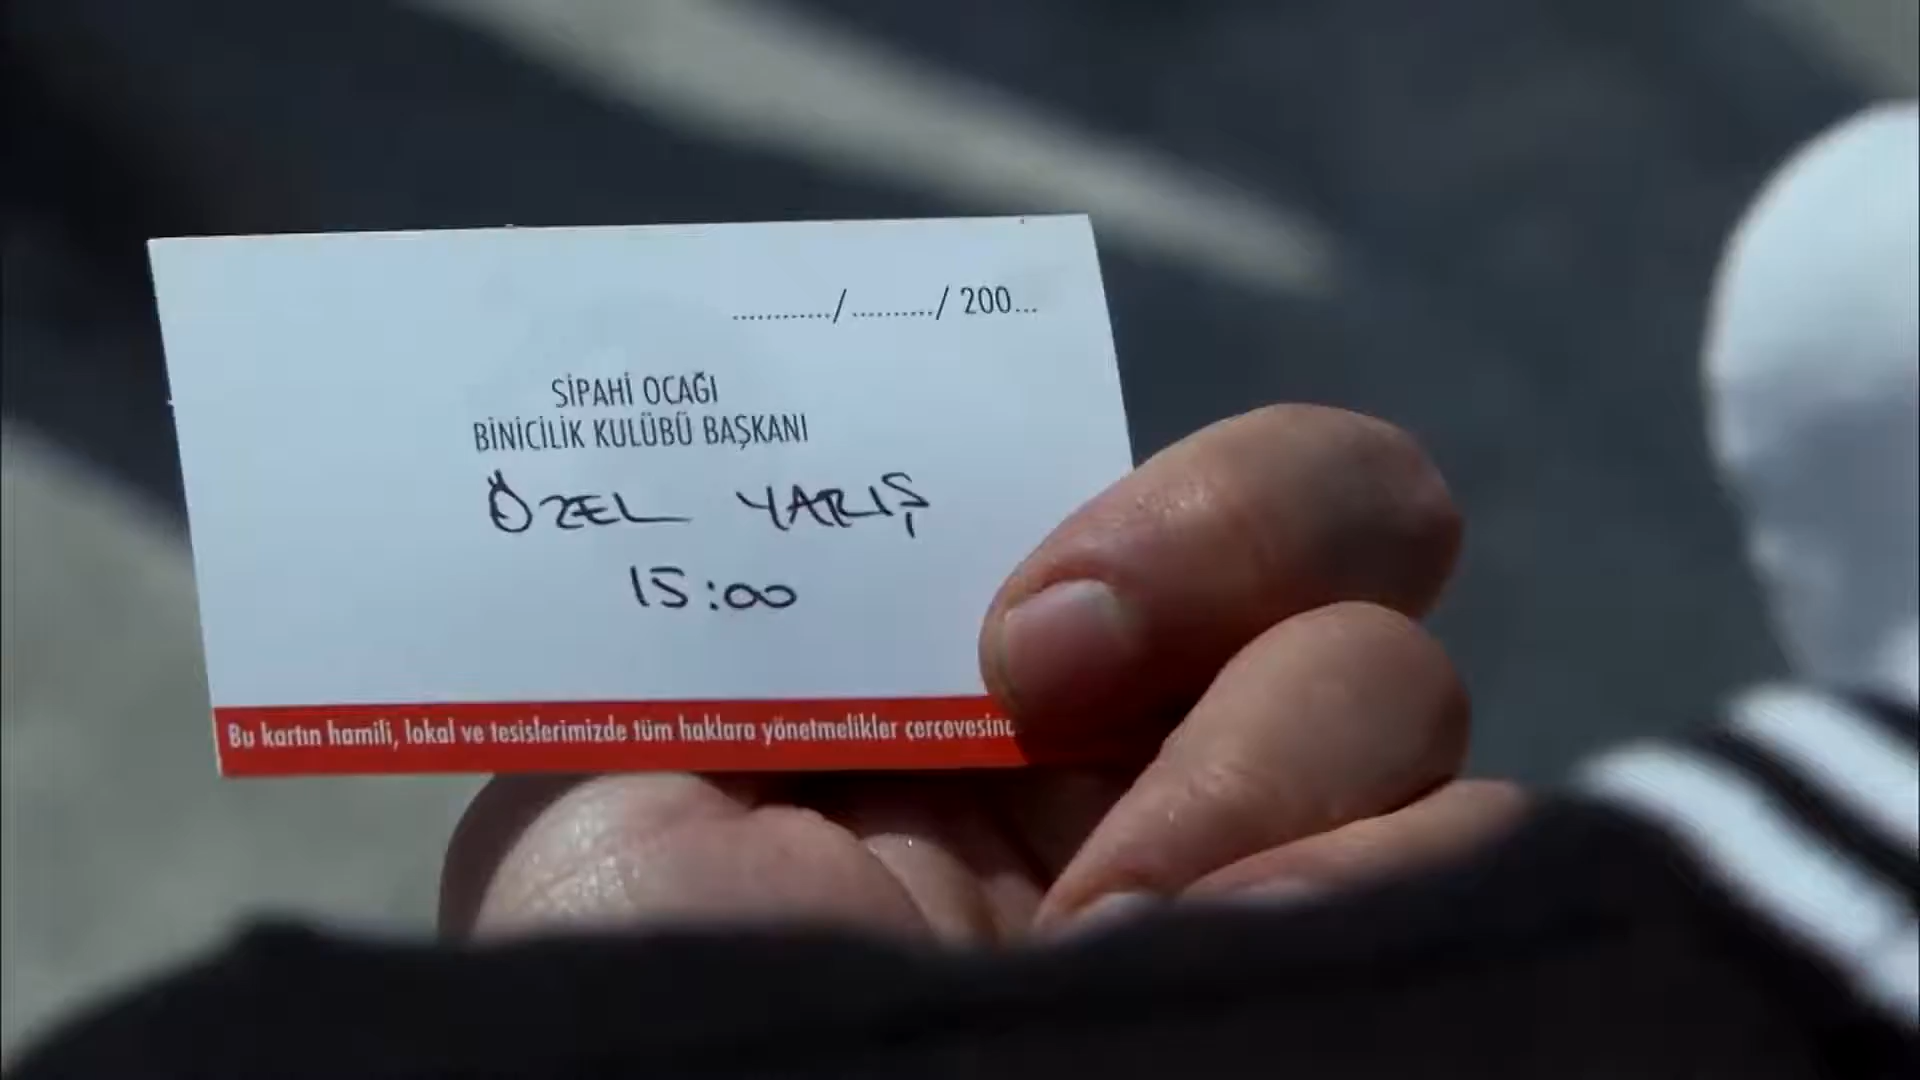 ............/........../ 200...
SİPAHİ OCAĞI
BİNİCİLİK KULÜBÜ BAŞKANI
ÖZEL YARIŞ
15:00
Bu kartın hamili, lokal ve tesislerimizde tüm haklara yönetmelikler çerçevesinc